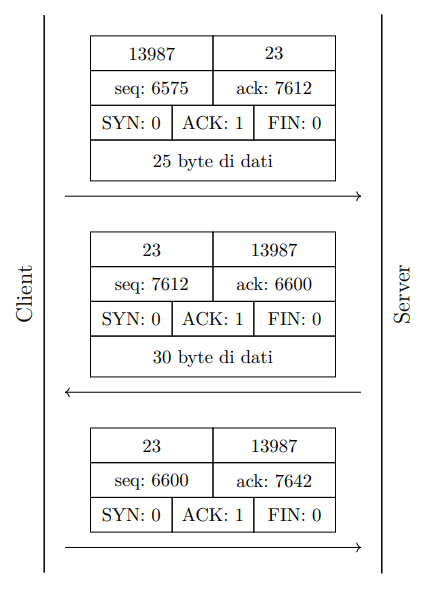 13987 23
seq: 6575 ack: 7612
SYN: 0 ACK: 1 FIN: 0
25 byte di dati
23 13987
seq: 7612 ack: 6600
SYN: 0 ACK: 1 FIN: 0
30 byte di dati
23 13987
seq: 6600 ack: 7642
SYN: 0 ACK: 1 FIN: 0
Client
Server